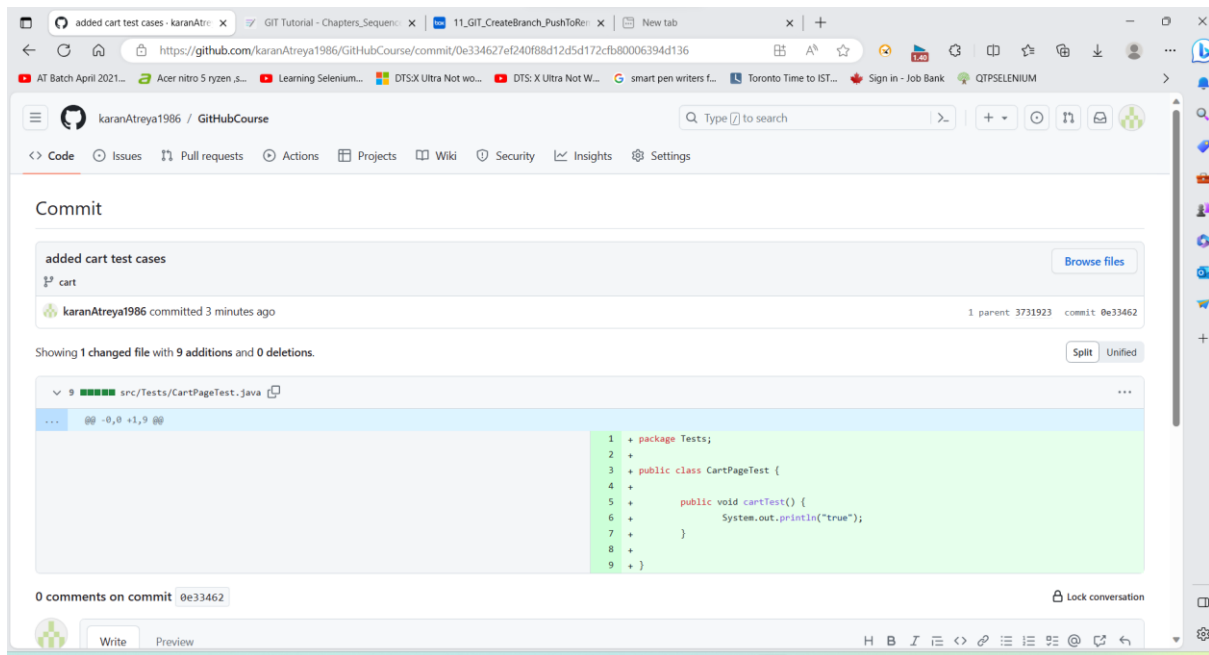 added cart test cases - karanAtre
GIT Tutorial - Chapters_Sequenc
11_GIT_CreateBranch_PushToRen
New tab
https://github.com/karanAtreya1986/GitHubCourse/commit/0e334627ef240f88d12d5d172cfb80006394d136
1.40
AT Batch April 2021... Acer nitro 5 ryzen ,s... Learning Selenium... DTS:X Ultra Not wo... DTS: X Ultra Not W... smart pen writers f... Toronto Time to IST... Sign in - Job Bank QTPSELENIUM
karanAtreya1986 / GitHubCourse
Type / to search
<> Code Issues Pull requests Actions Projects Wiki Security Insights Settings
Commit
added cart test cases
Browse files
cart
karanAtreya1986 committed 3 minutes ago
1 parent 3731923 commit 0e33462
Showing 1 changed file with 9 additions and 0 deletions.
Split Unified
9 src/Tests/CartPageTest.java
... @@ -0,0 +1,9 @@
1 + package Tests;
2 +
3 + public class CartPageTest {
4 +
5 + public void cartTest() {
6 + System.out.println("true");
7 + }
8 +
9 + }
0 comments on commit 0e33462
Lock conversation
Write Preview
H B I